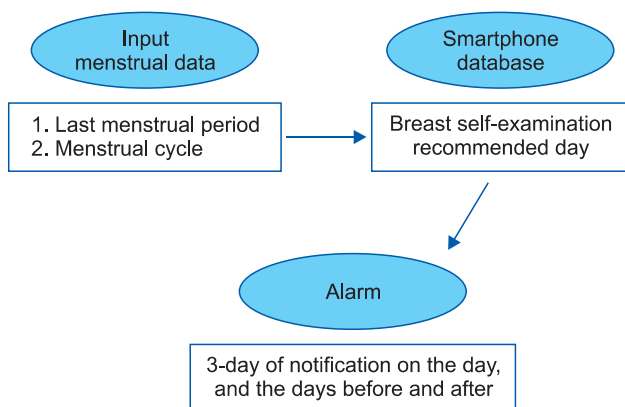 Input
menstrual data
Smartphone
database
1. Last menstrual period
2. Menstrual cycle
Breast self-examination
recommended day
Alarm
3-day of notification on the day,
and the days before and after